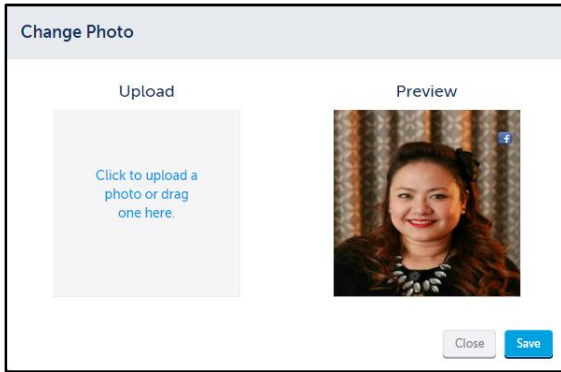 Change Photo
Upload
Preview
Click to upload a
photo or drag
one here.
f
Close
Save